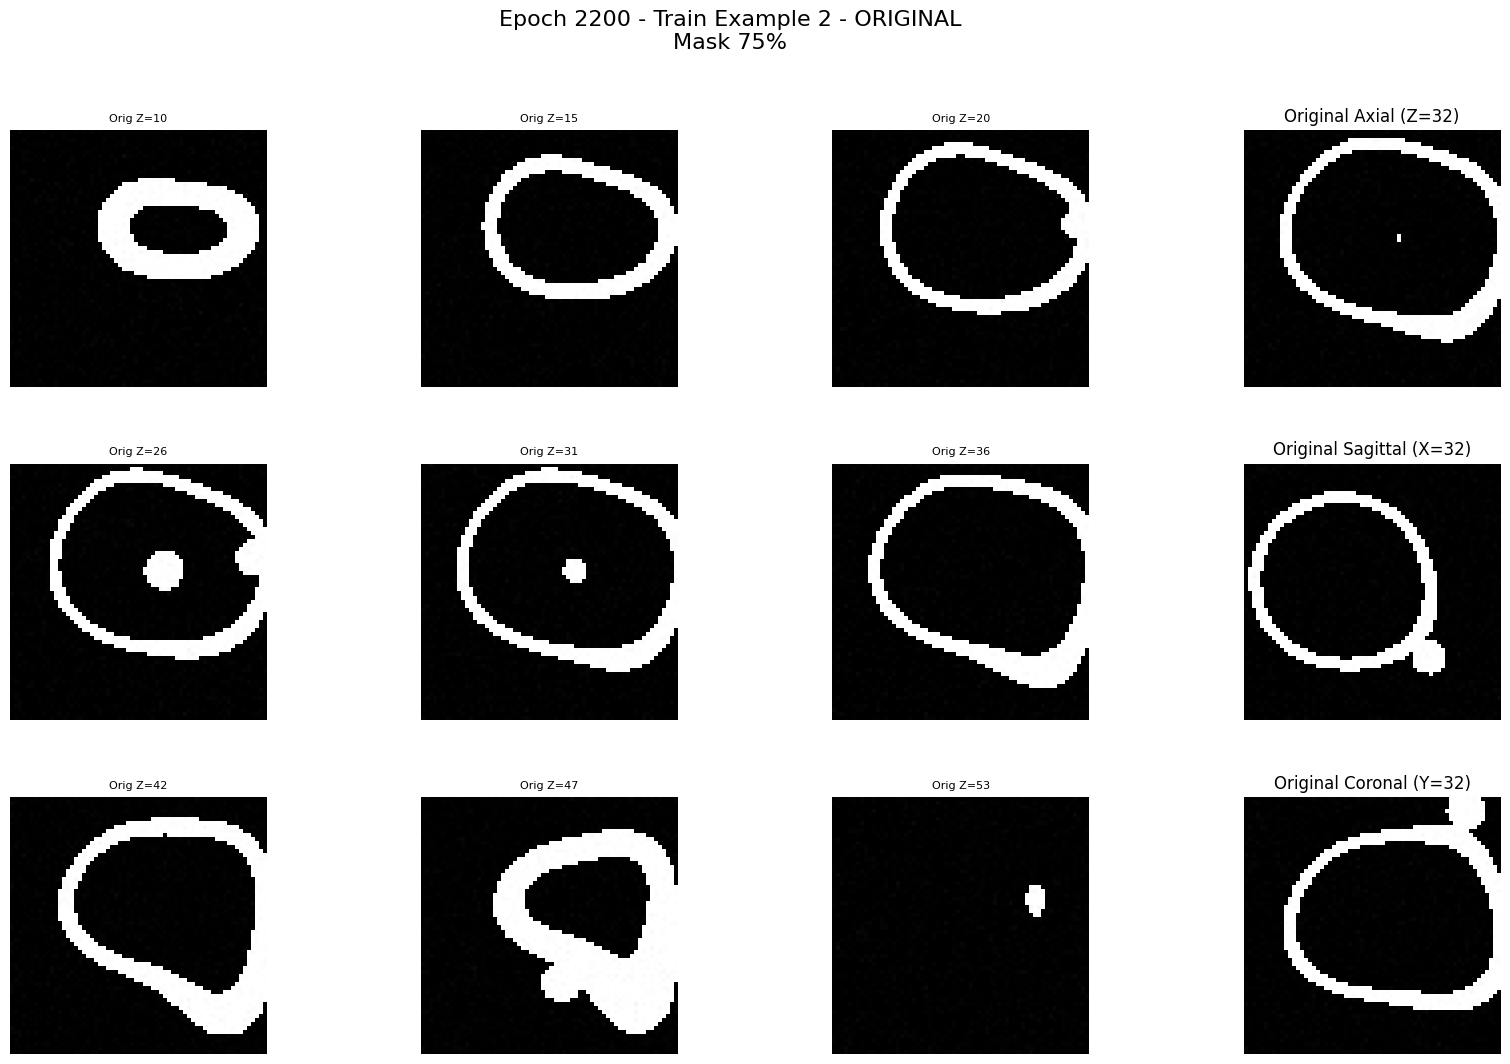 Epoch 2200 - Train Example 2 - ORIGINAL
Mask 75%
Orig Z=10
Orig Z=15
Orig Z=20
Original Axial (Z=32)
Orig Z=26
Orig Z=31
Orig Z=36
Original Sagittal (X=32)
Orig Z=42
Orig Z=47
Orig Z=53
Original Coronal (Y=32)